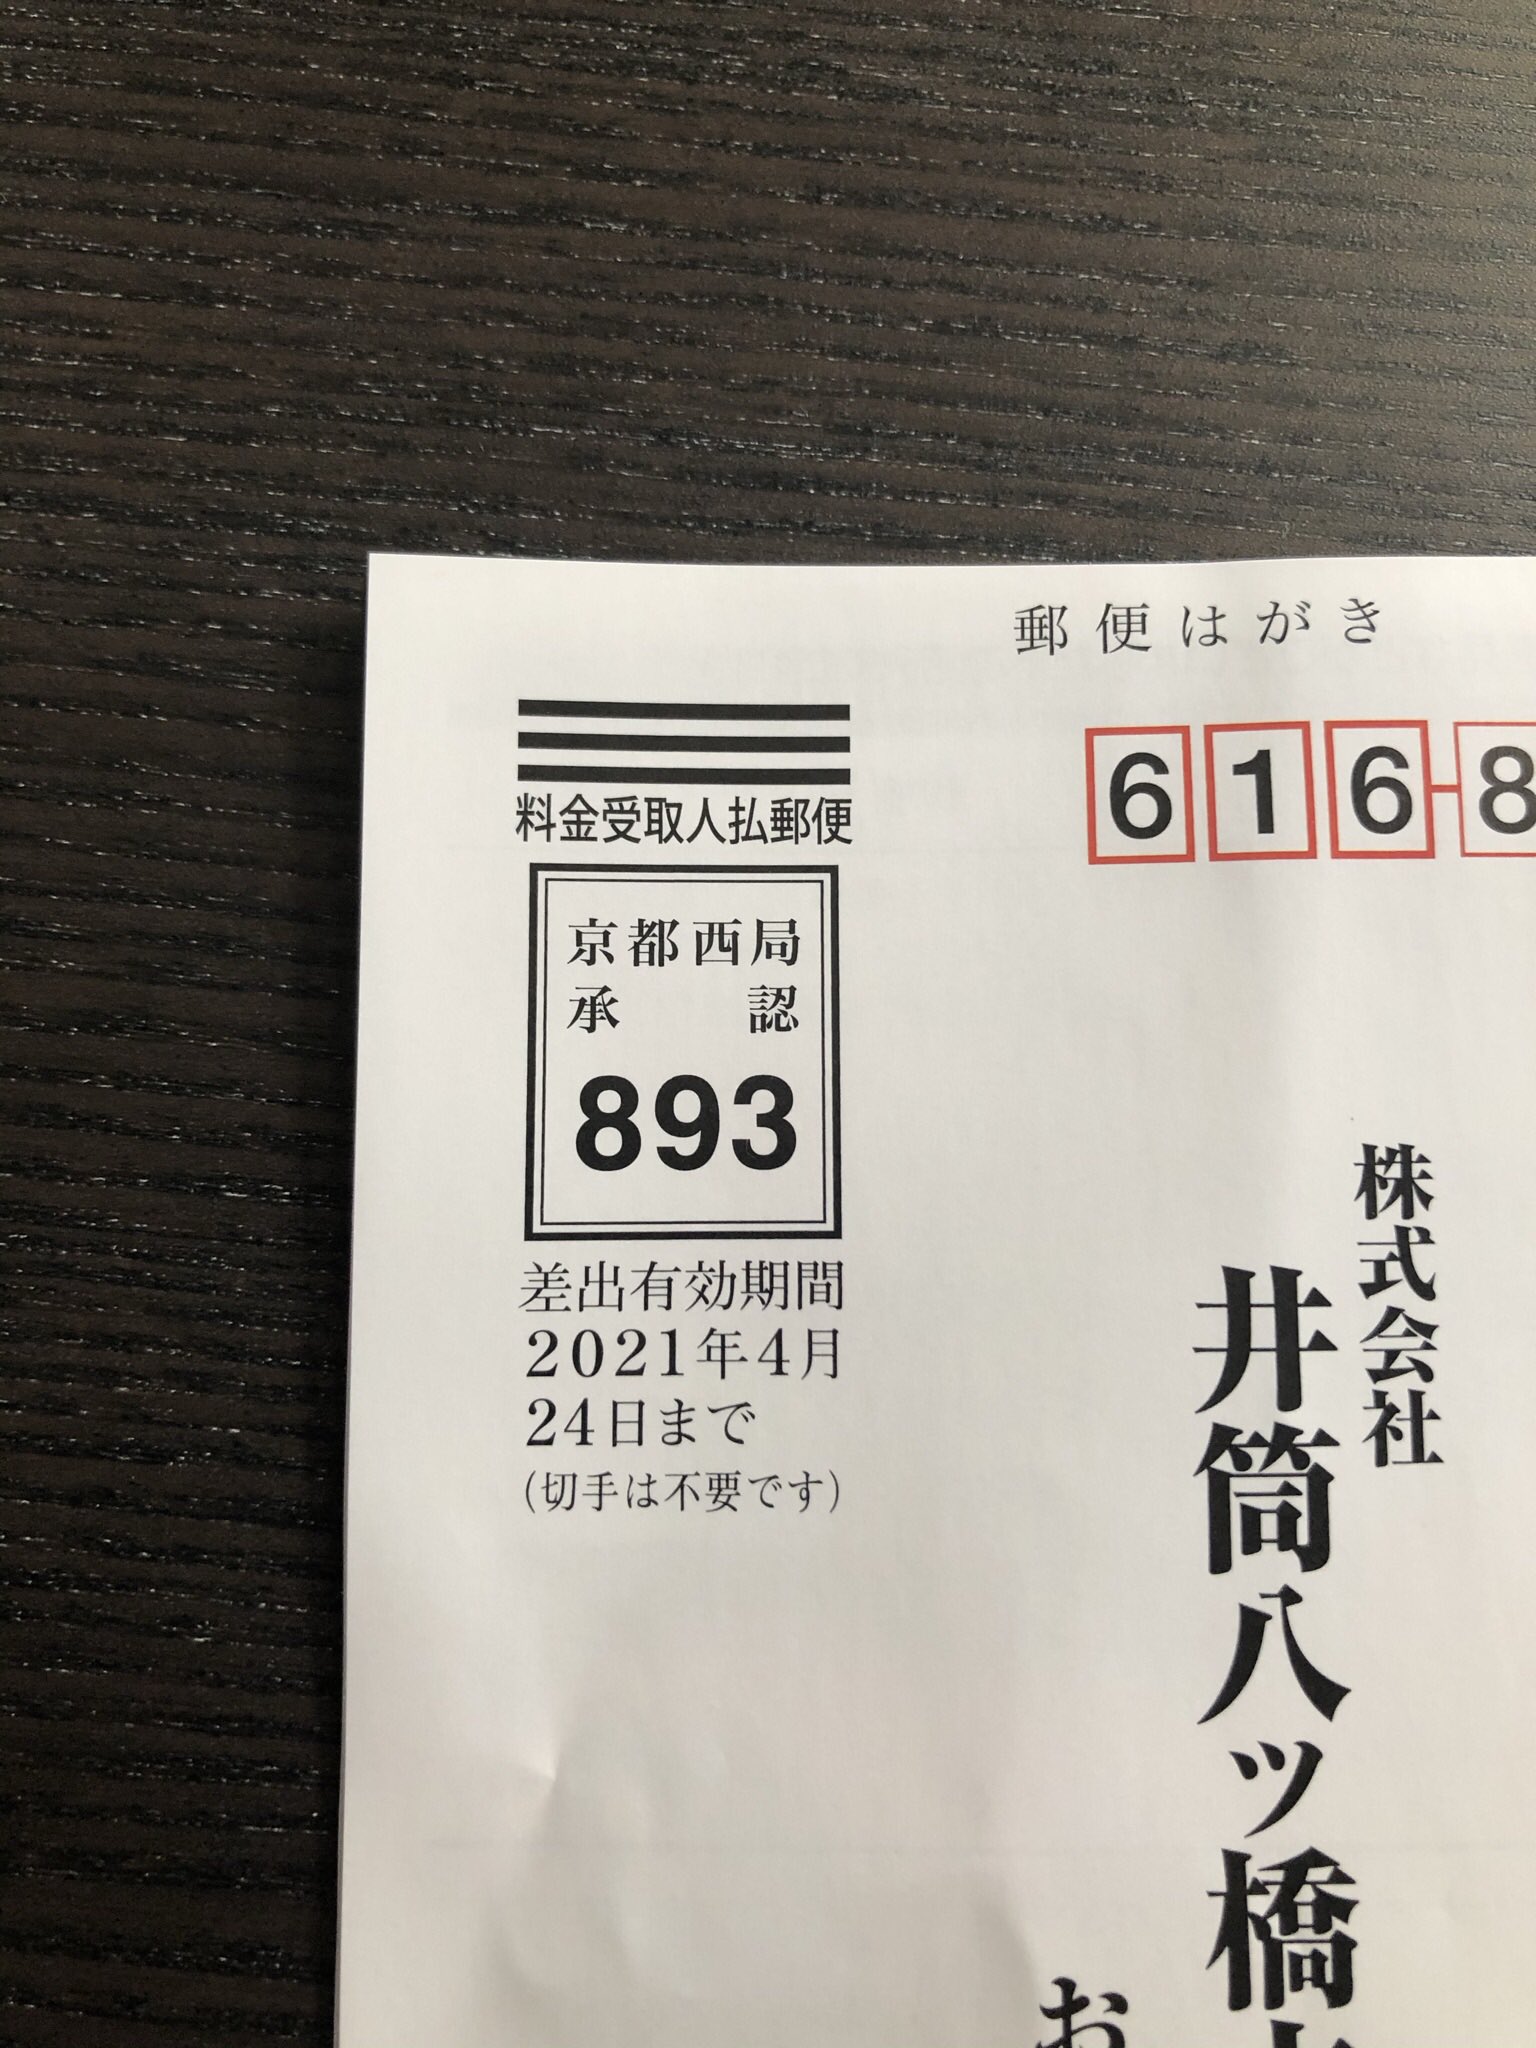 郵便はがき
616-8
料金受取人払郵便
京都西局
承認
893
差出有効期間
2021年4月
24日まで
(切手は不要です)
株式会社
井筒八ッ橋
お